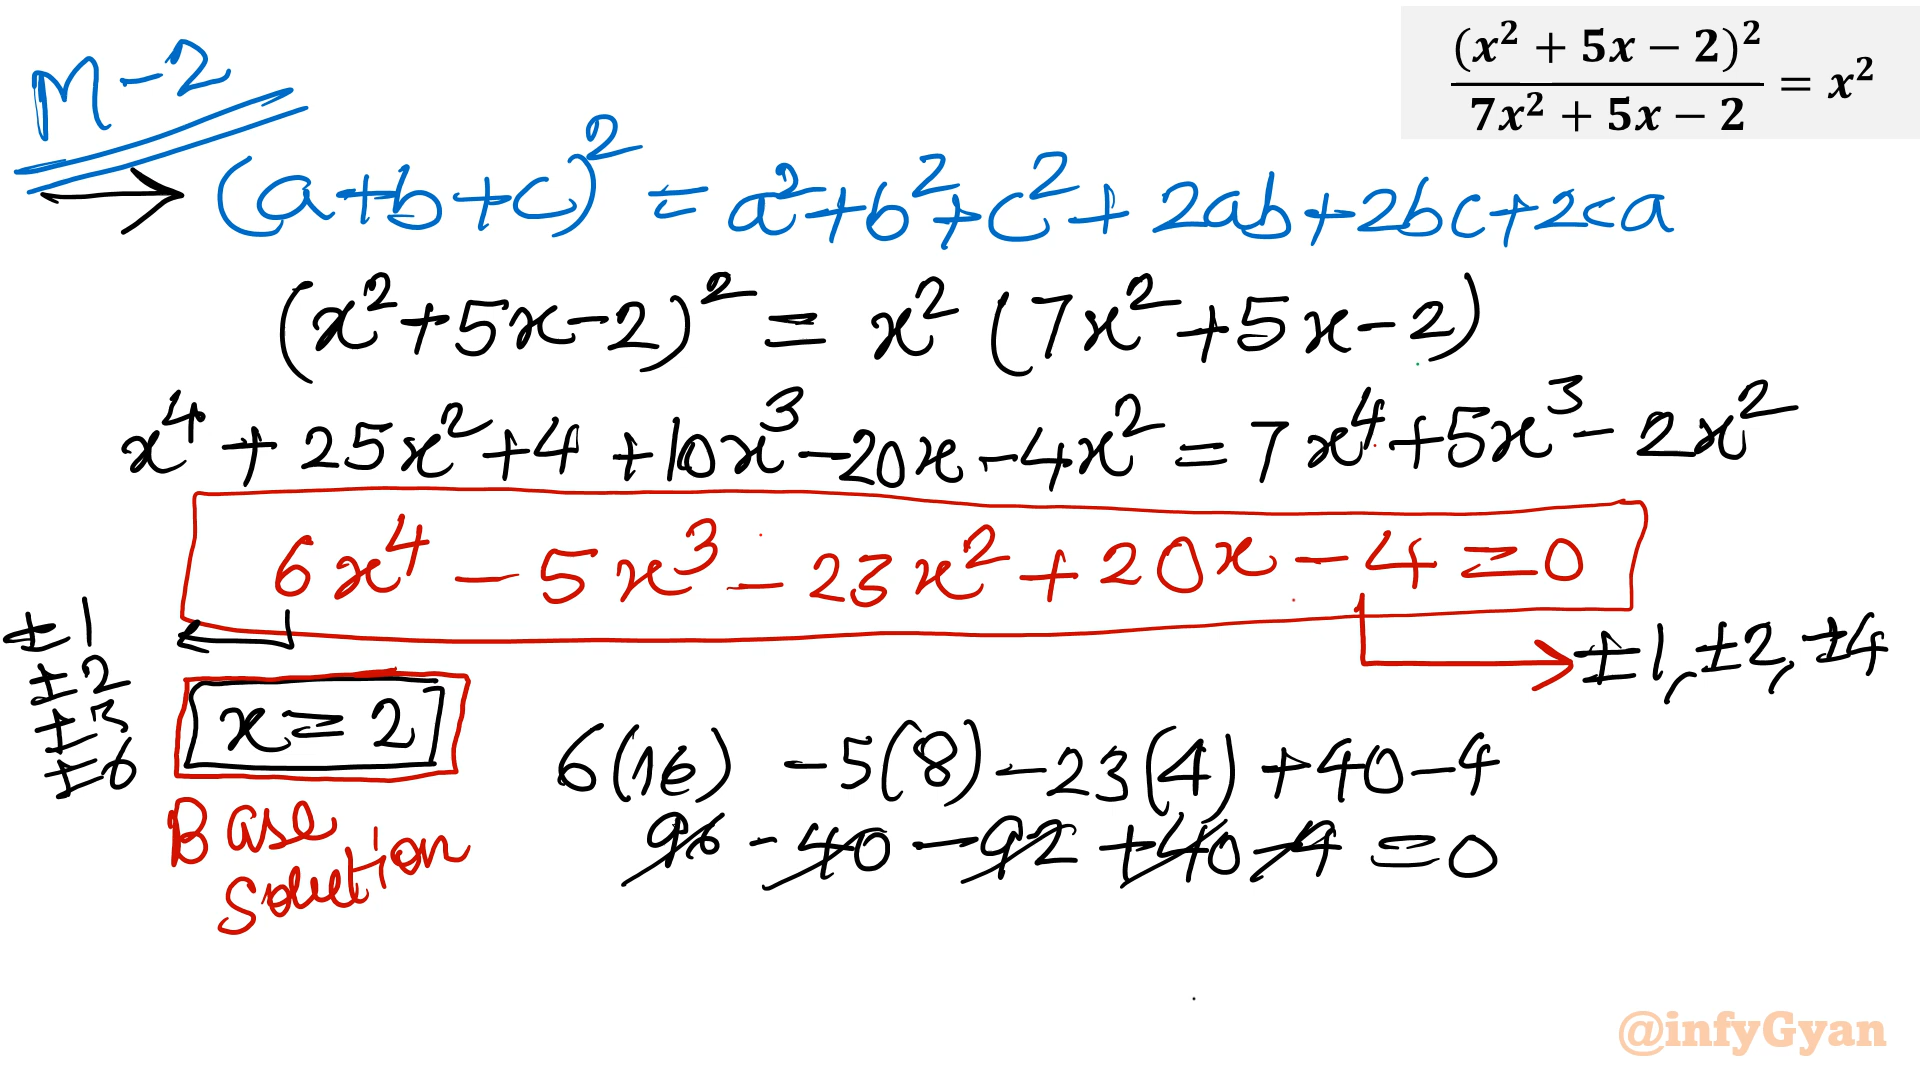 (x² + 5x − 2)² / 7x² + 5x − 2 = x²
M-2
→ (a+b+c)² = a²+b²+c²+2ab+2bc+2ca
(x²+5x-2)² = x² (7x²+5x-2)
x⁴ + 25x² + 4 + 10x³ - 20x - 4x² = 7x⁴ + 5x³ - 2x²
6x⁴ - 5x³ - 23x² + 20x - 4 = 0
±1
±2
±3
±6
±1, ±2, ±4
x = 2
Base
solution
6(16) - 5(8) - 23(4) + 40 - 4
96 - 40 - 92 + 40 - 4 = 0
@infyGyan